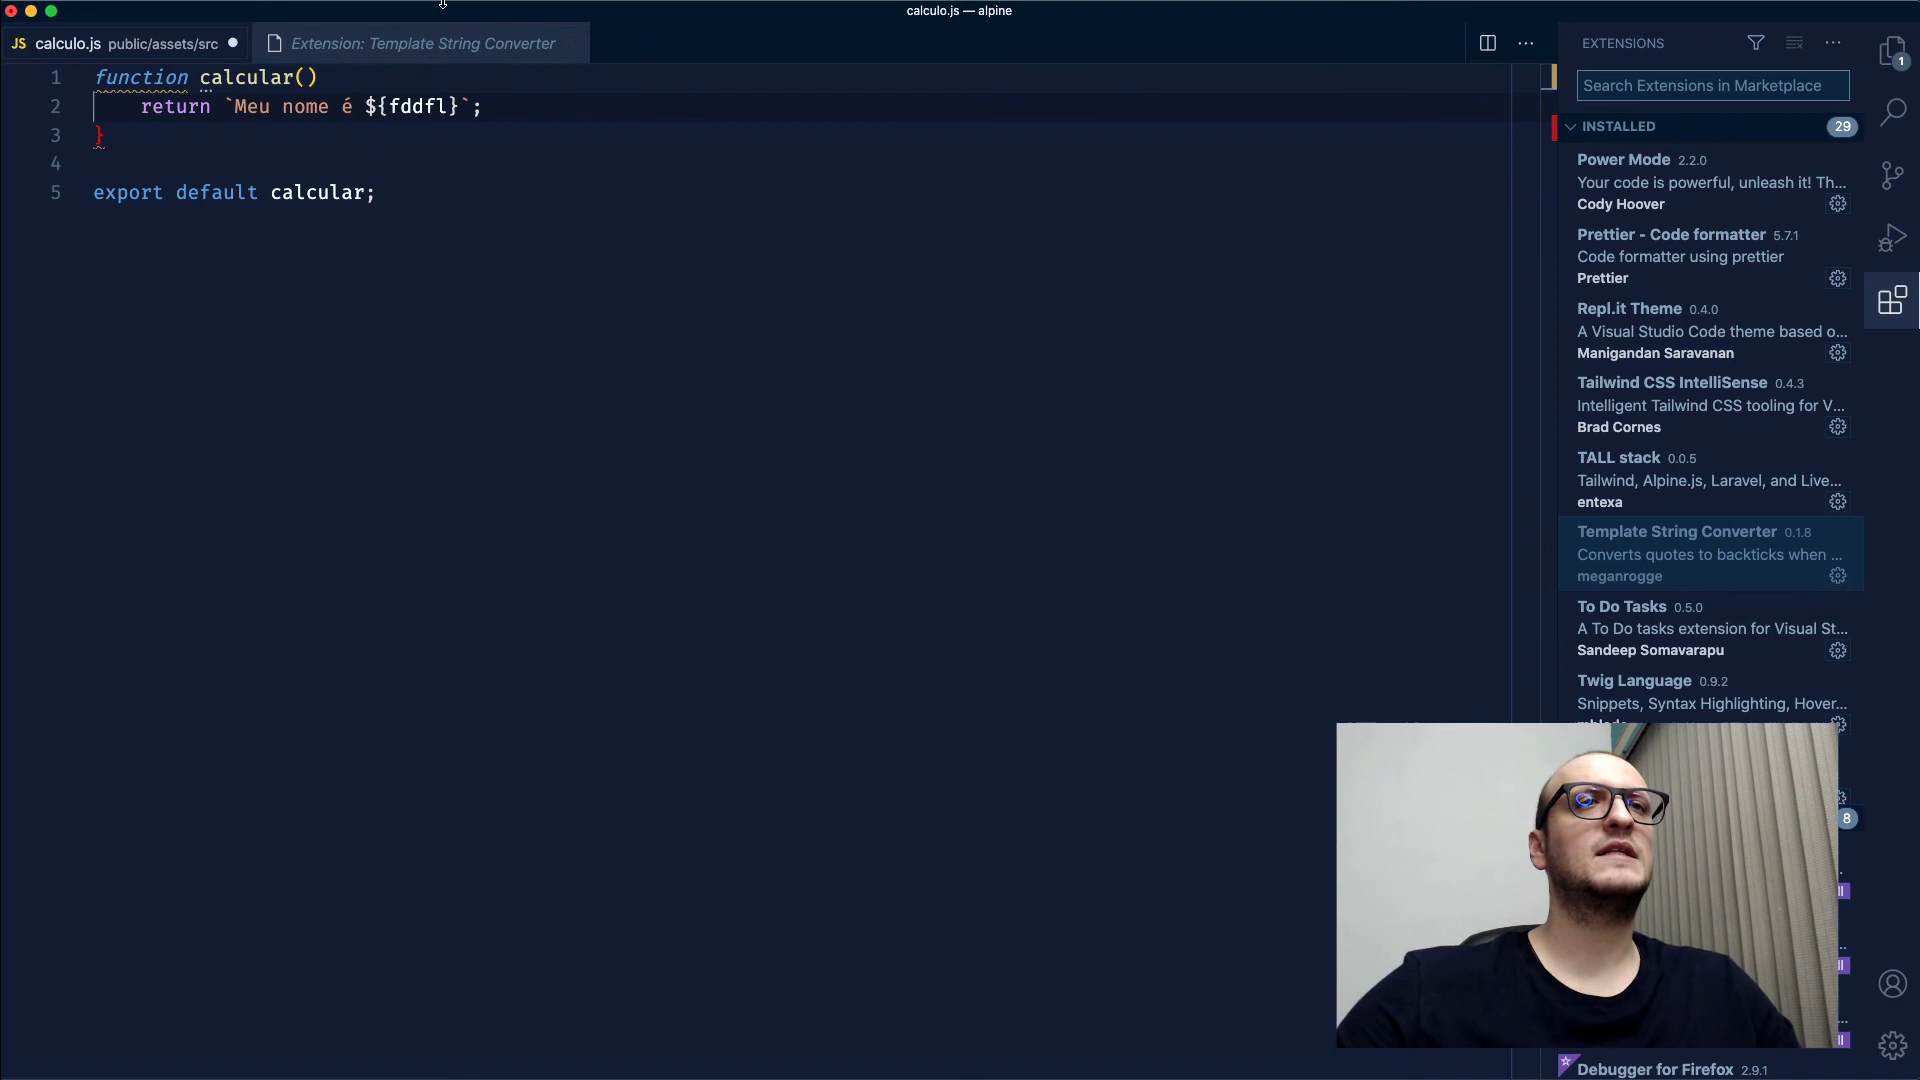 calculo.js — alpine
JS calculo.js public/assets/src
Extension: Template String Converter
1 function calcular()
2 return `Meu nome é ${fddfl}`;
3 }
4
5 export default calcular;
EXTENSIONS
1
Search Extensions in Marketplace
INSTALLED 29
Power Mode 2.2.0
Your code is powerful, unleash it! Th...
Cody Hoover
Prettier - Code formatter 5.7.1
Code formatter using prettier
Prettier
Repl.it Theme 0.4.0
A Visual Studio Code theme based o...
Manigandan Saravanan
Tailwind CSS IntelliSense 0.4.3
Intelligent Tailwind CSS tooling for V...
Brad Cornes
TALL stack 0.0.5
Tailwind, Alpine.js, Laravel, and Live...
entexa
Template String Converter 0.1.8
Converts quotes to backticks when ...
meganrogge
To Do Tasks 0.5.0
A To Do tasks extension for Visual St...
Sandeep Somavarapu
Twig Language 0.9.2
Snippets, Syntax Highlighting, Hover...
8
Debugger for Firefox 2.9.1